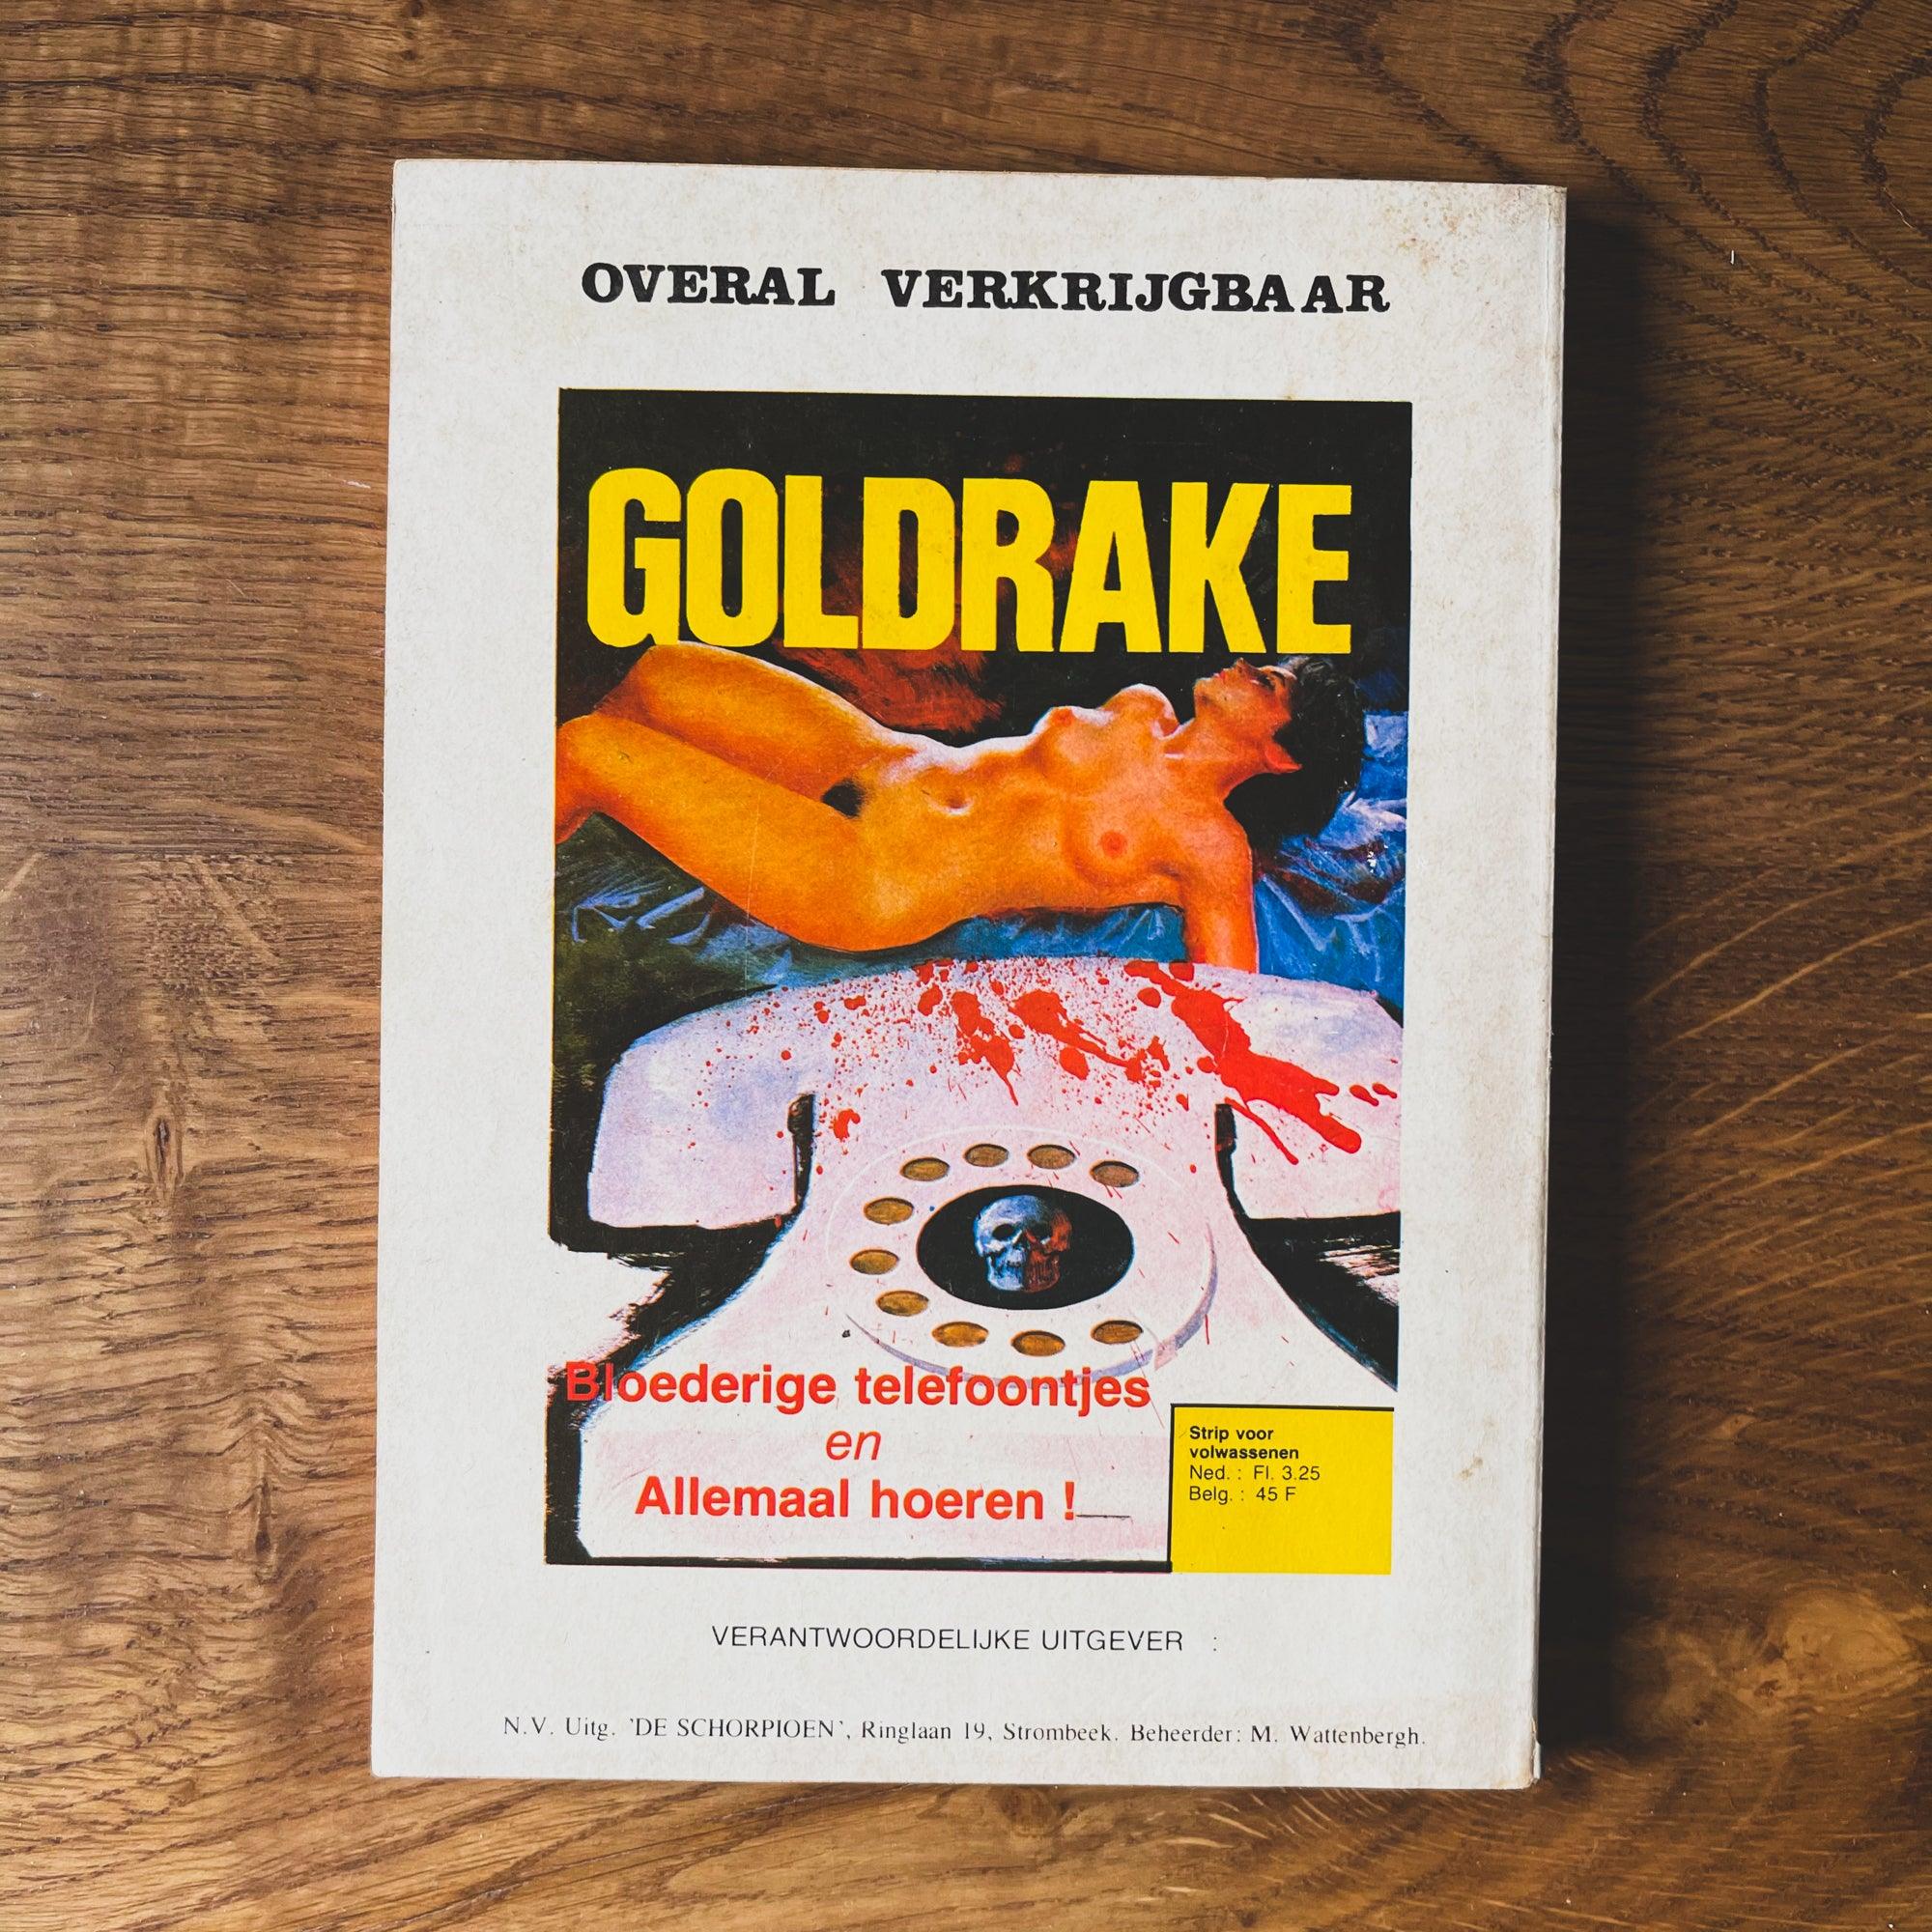 OVERAL VERKRIJGBAAR
GOLDRAKE
Bloederige telefoontjes
en
Allemaal hoeren !
Strip voor
volwassenen
Ned. : Fl. 3.25
Belg. : 45 F
VERANTWOORDELIJKE UITGEVER :
N.V. Uitg. 'DE SCHORPIOEN', Ringlaan 19, Strombeek. Beheerder: M. Wattenbergh.